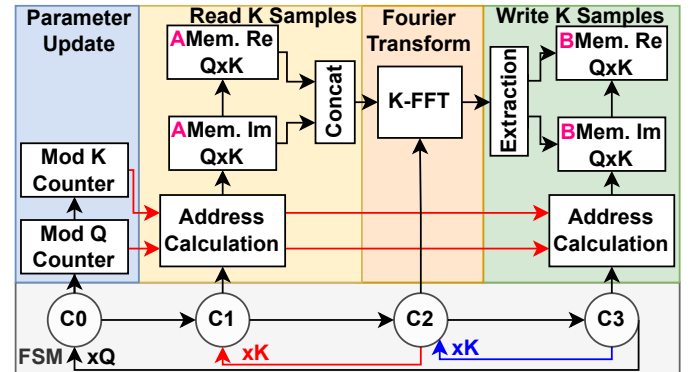 Parameter
Update
Read K Samples
Fourier
Transform
Write K Samples
AMem. Re
QxK
AMem. Im
QxK
Concat
K-FFT
Extraction
BMem. Re
QxK
BMem. Im
QxK
Mod K
Counter
Mod Q
Counter
Address
Calculation
Address
Calculation
C0
C1
C2
C3
FSM
xQ
xK
xK